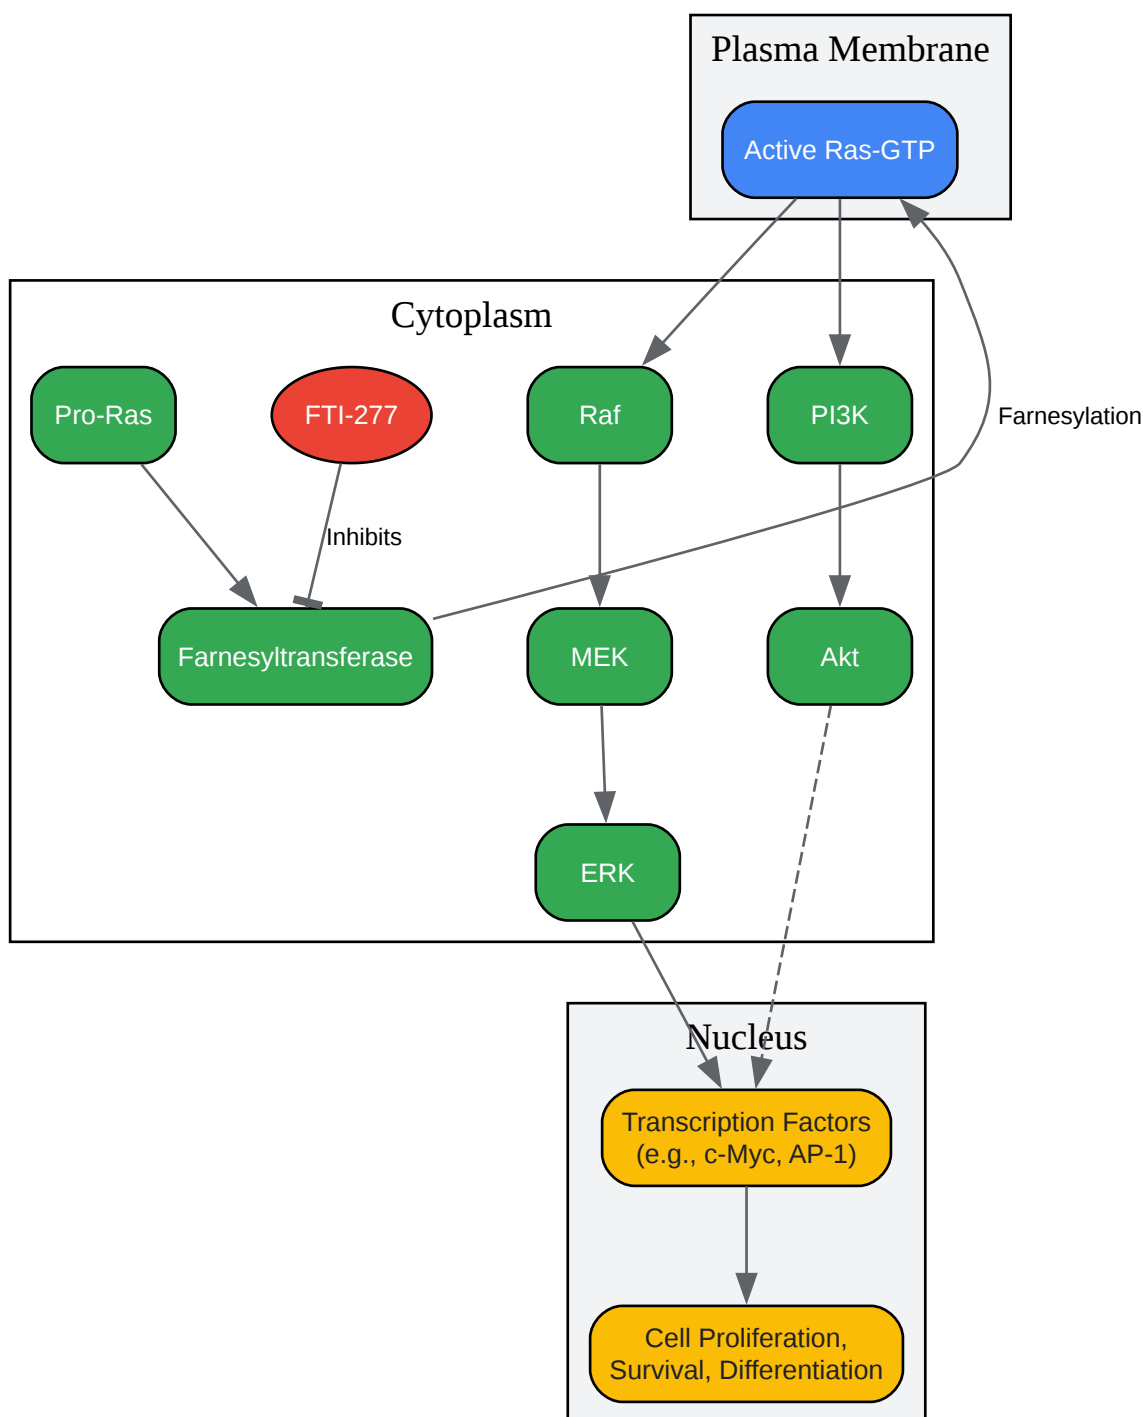 Plasma Membrane
Active Ras-GTP
Cytoplasm
Pro-Ras
FTI-277
Raf
PI3K
Farnesylation
Inhibits
Farnesyltransferase
MEK
Akt
ERK
Nucleus
Transcription Factors
(e.g., c-Myc, AP-1)
Cell Proliferation,
Survival, Differentiation